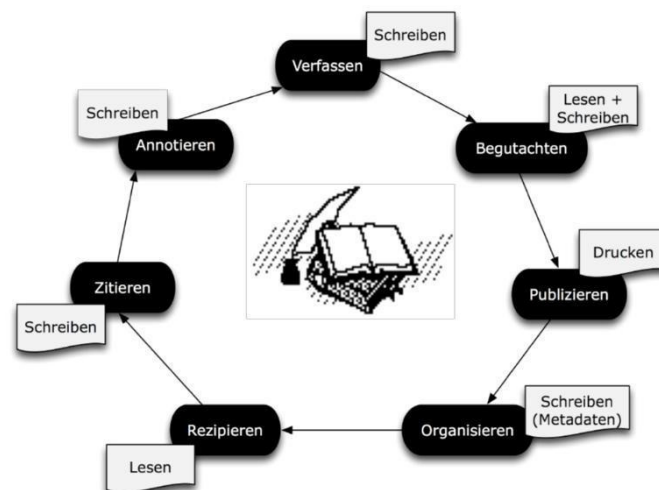 Schreiben
Verfassen
Lesen +
Schreiben
Begutachten
Drucken
Publizieren
Schreiben
(Metadaten)
Organisieren
Rezipieren
Lesen
Zitieren
Schreiben
Schreiben
Annotieren